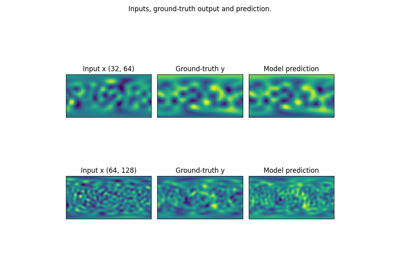 Inputs, ground-truth output and prediction.
Input x (32, 64) Ground-truth y Model prediction
Input x (64, 128) Ground-truth y Model prediction